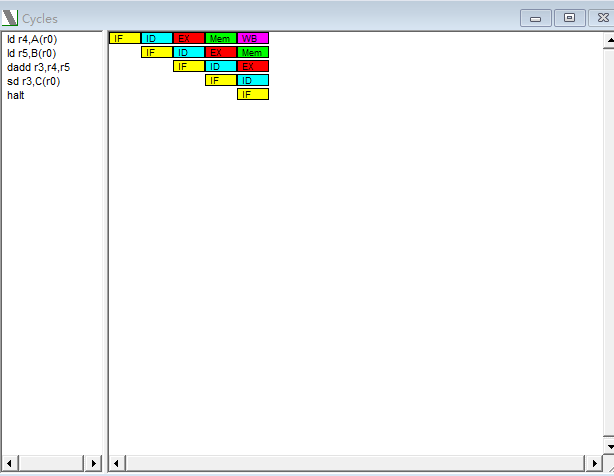 Cycles
ld r4,A(r0) IF ID EX Mem WB
ld r5,B(r0) IF ID EX Mem
dadd r3,r4,r5 IF ID EX
sd r3,C(r0) IF ID
halt IF